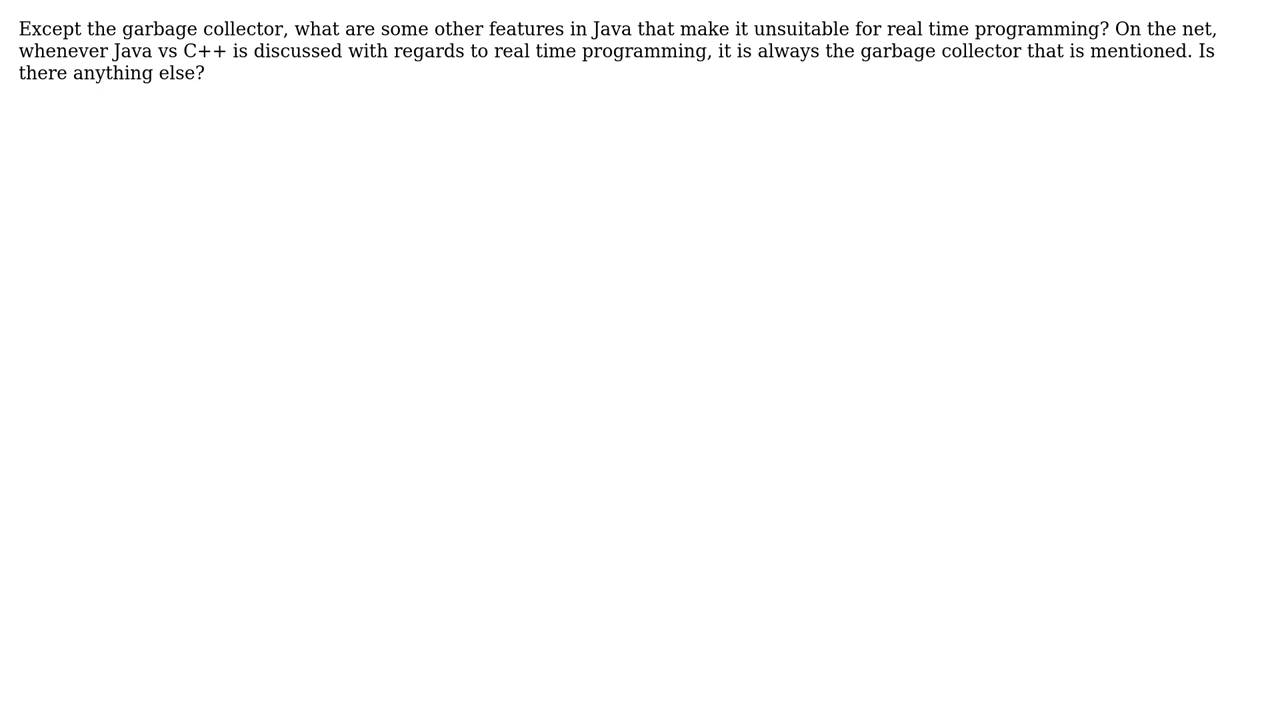 Except the garbage collector, what are some other features in Java that make it unsuitable for real time programming? On the net,
whenever Java vs C++ is discussed with regards to real time programming, it is always the garbage collector that is mentioned. Is
there anything else?